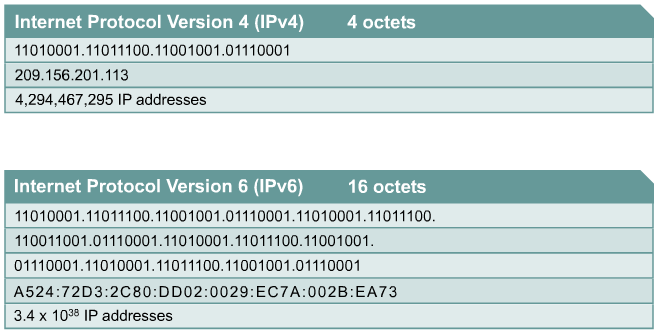 Internet Protocol Version 4 (IPv4) 4 octets
11010001.11011100.11001001.01110001
209.156.201.113
4,294,467,295 IP addresses
Internet Protocol Version 6 (IPv6) 16 octets
11010001.11011100.11001001.01110001.11010001.11011100.
110011001.01110001.11010001.11011100.11001001.
01110001.11010001.11011100.11001001.01110001
A524:72D3:2C80:DD02:0029:EC7A:002B:EA73
3.4 x 10³⁸ IP addresses